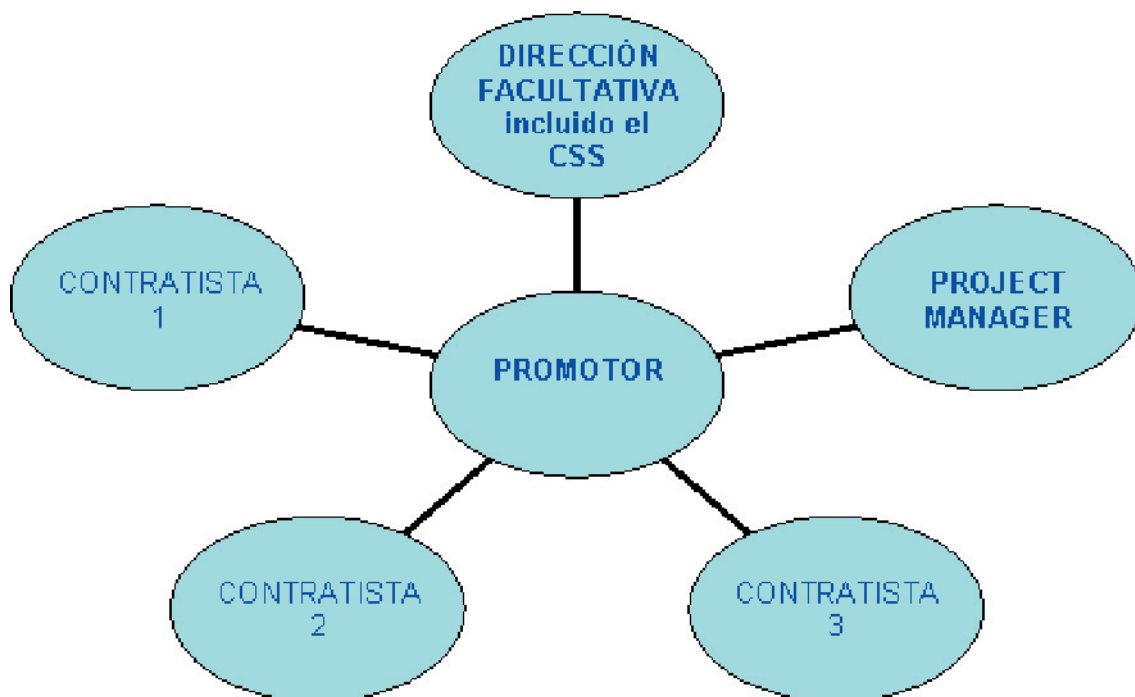 DIRECCIÓN
FACULTATIVA
incluido el
CSS
CONTRATISTA
1
PROJECT
MANAGER
PROMOTOR
CONTRATISTA
2
CONTRATISTA
3